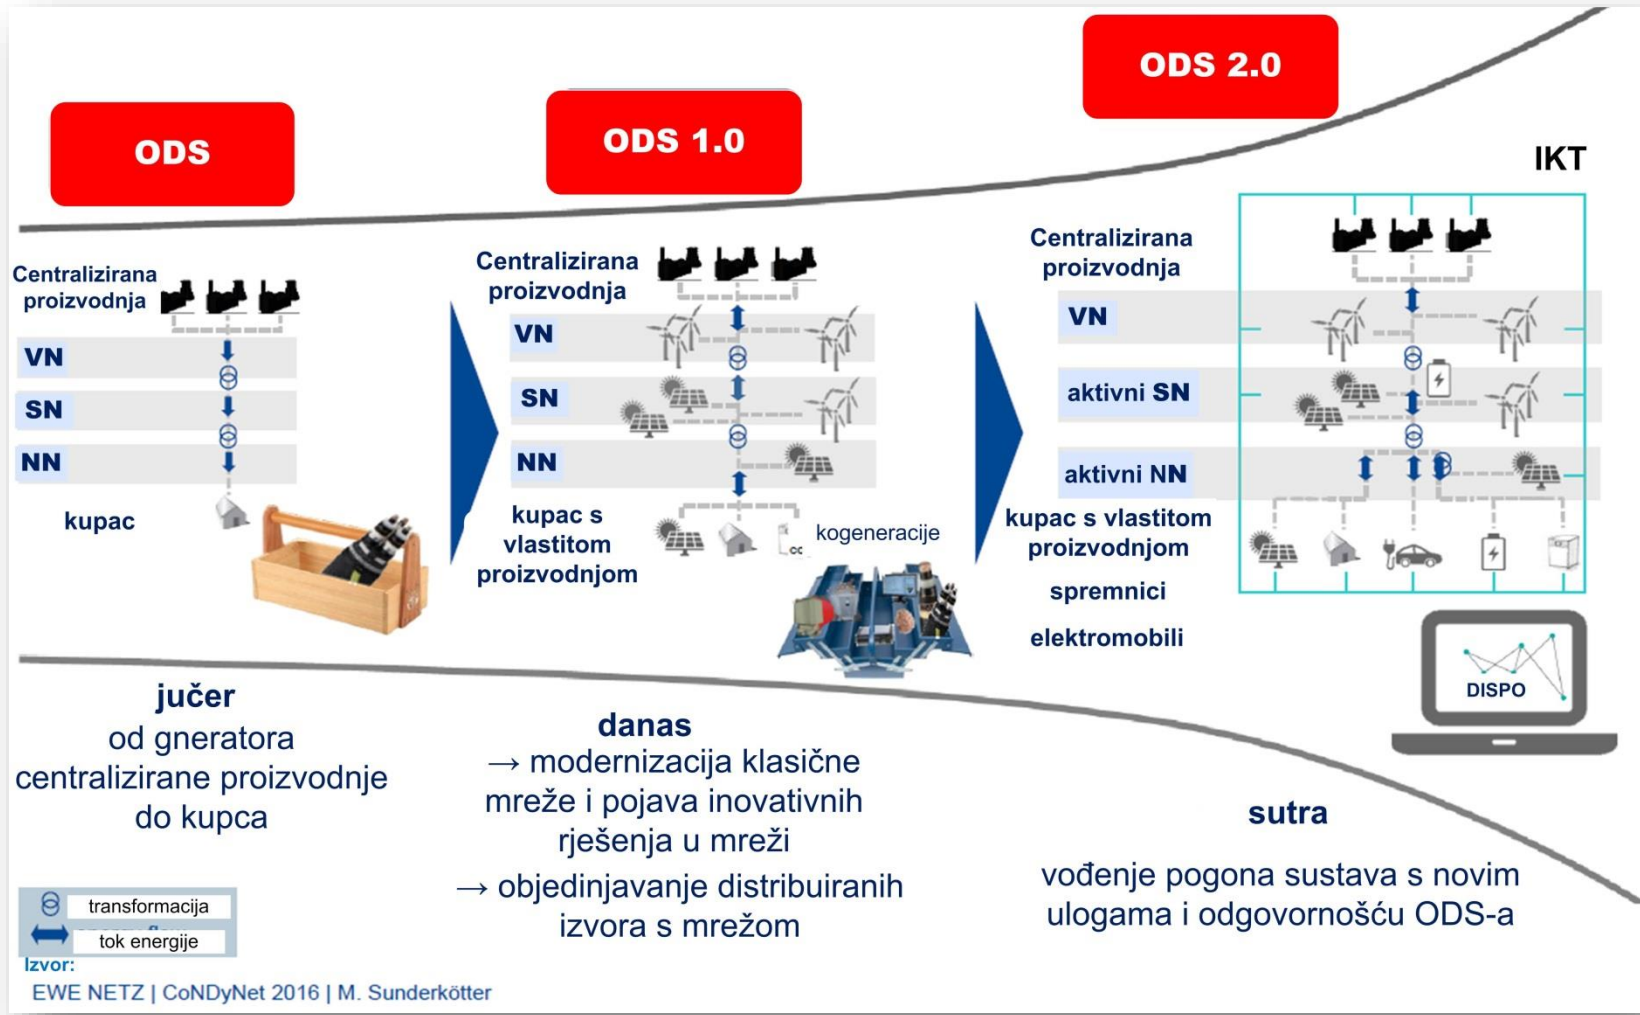 ODS
ODS 1.0
ODS 2.0
IKT
Centralizirana
proizvodnja
VN
SN
NN
kupac
Centralizirana
proizvodnja
VN
SN
NN
kupac s
vlastitom
proizvodnjom
kogeneracije
Centralizirana
proizvodnja
VN
aktivni SN
aktivni NN
kupac s vlastitom
proizvodnjom
spremnici
elektromobili
DISPO
jučer
od gneratora
centralizirane proizvodnje
do kupca
danas
→ modernizacija klasične
mreže i pojava inovativnih
rješenja u mreži
→ objedinjavanje distribuiranih
izvora s mrežom
sutra
vođenje pogona sustava s novim
ulogama i odgovornošću ODS-a
transformacija
tok energije
Izvor:
EWE NETZ | CoNDyNet 2016 | M. Sunderkötter